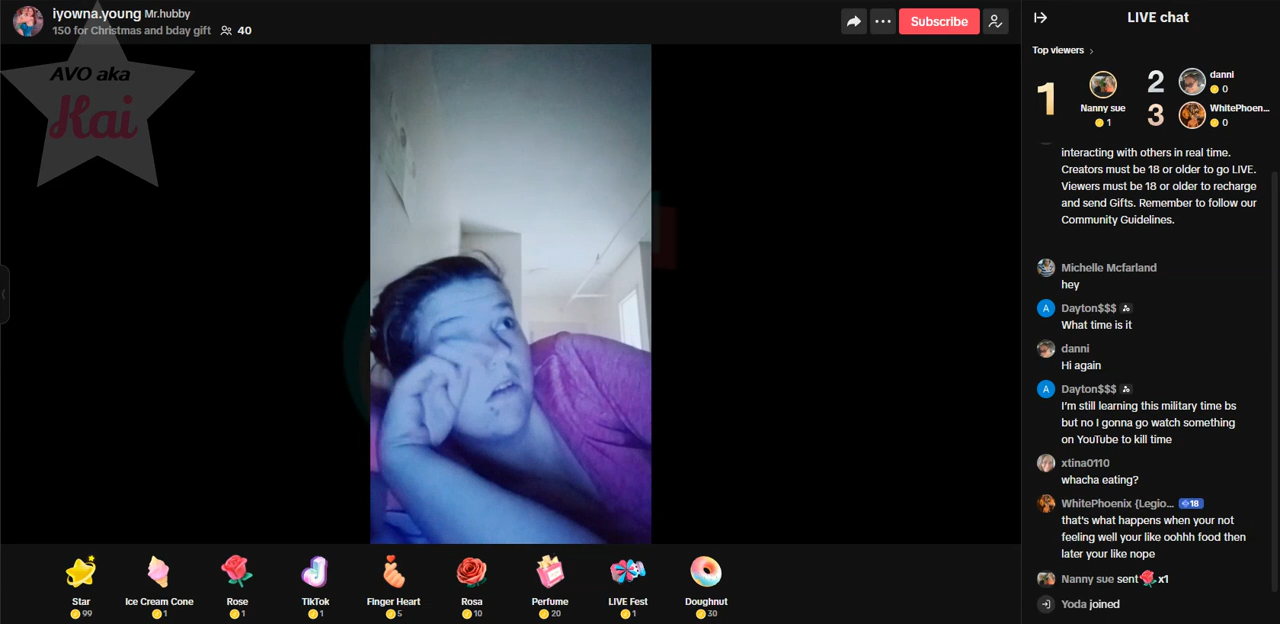 iyowna.young Mr.hubby
150 for Christmas and bday gift 40
Subscribe
AVO aka
Kai
LIVE chat
Top viewers
1
Nanny sue
1
2
danni
0
3
WhitePhoen...
0
interacting with others in real time.
Creators must be 18 or older to go LIVE.
Viewers must be 18 or older to recharge
and send Gifts. Remember to follow our
Community Guidelines.
Michelle Mcfarland
hey
A Dayton$$$
What time is it
danni
Hi again
A Dayton$$$
I'm still learning this military time bs
but no I gonna go watch something
on YouTube to kill time
xtina0110
whacha eating?
WhitePhoenix {Legio... 18
that's what happens when your not
feeling well your like oohhh food then
later your like nope
Nanny sue sent x1
Yoda joined
Star
99
Ice Cream Cone
1
Rose
1
TikTok
1
Finger Heart
5
Rosa
10
Perfume
20
LIVE Fest
1
Doughnut
30